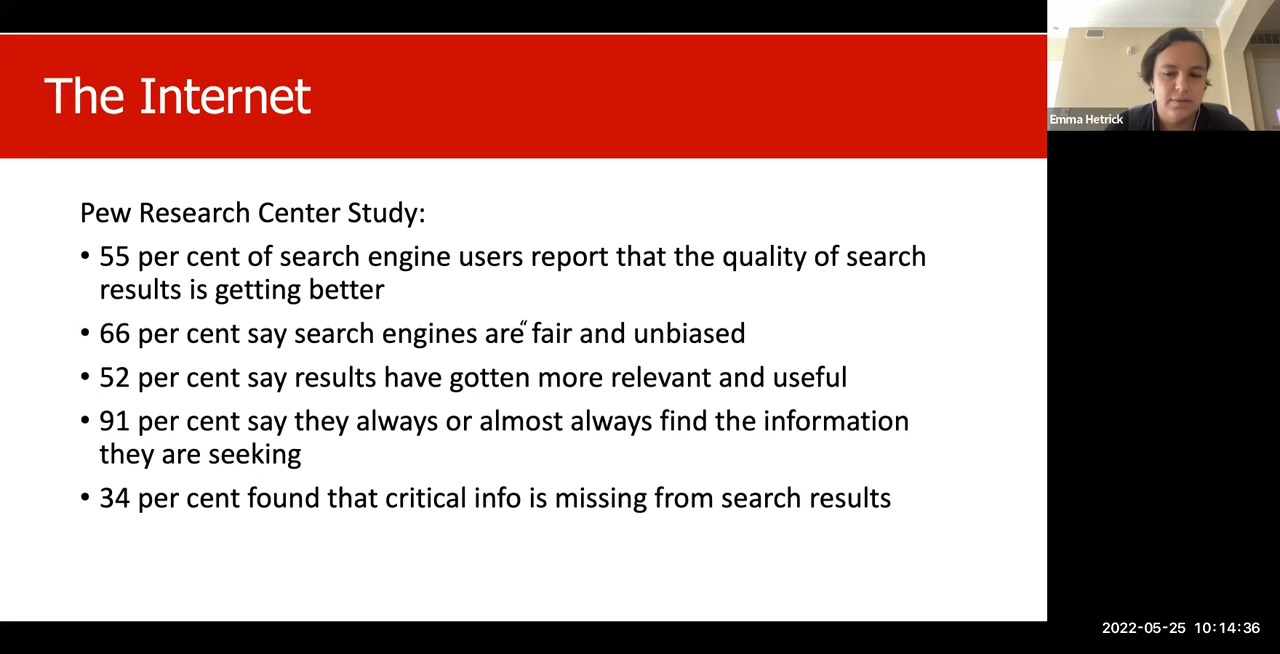 The Internet
Emma Hetrick
Pew Research Center Study:
• 55 per cent of search engine users report that the quality of search
results is getting better
• 66 per cent say search engines are“ fair and unbiased
• 52 per cent say results have gotten more relevant and useful
• 91 per cent say they always or almost always find the information
they are seeking
• 34 per cent found that critical info is missing from search results
2022-05-25 10:14:36